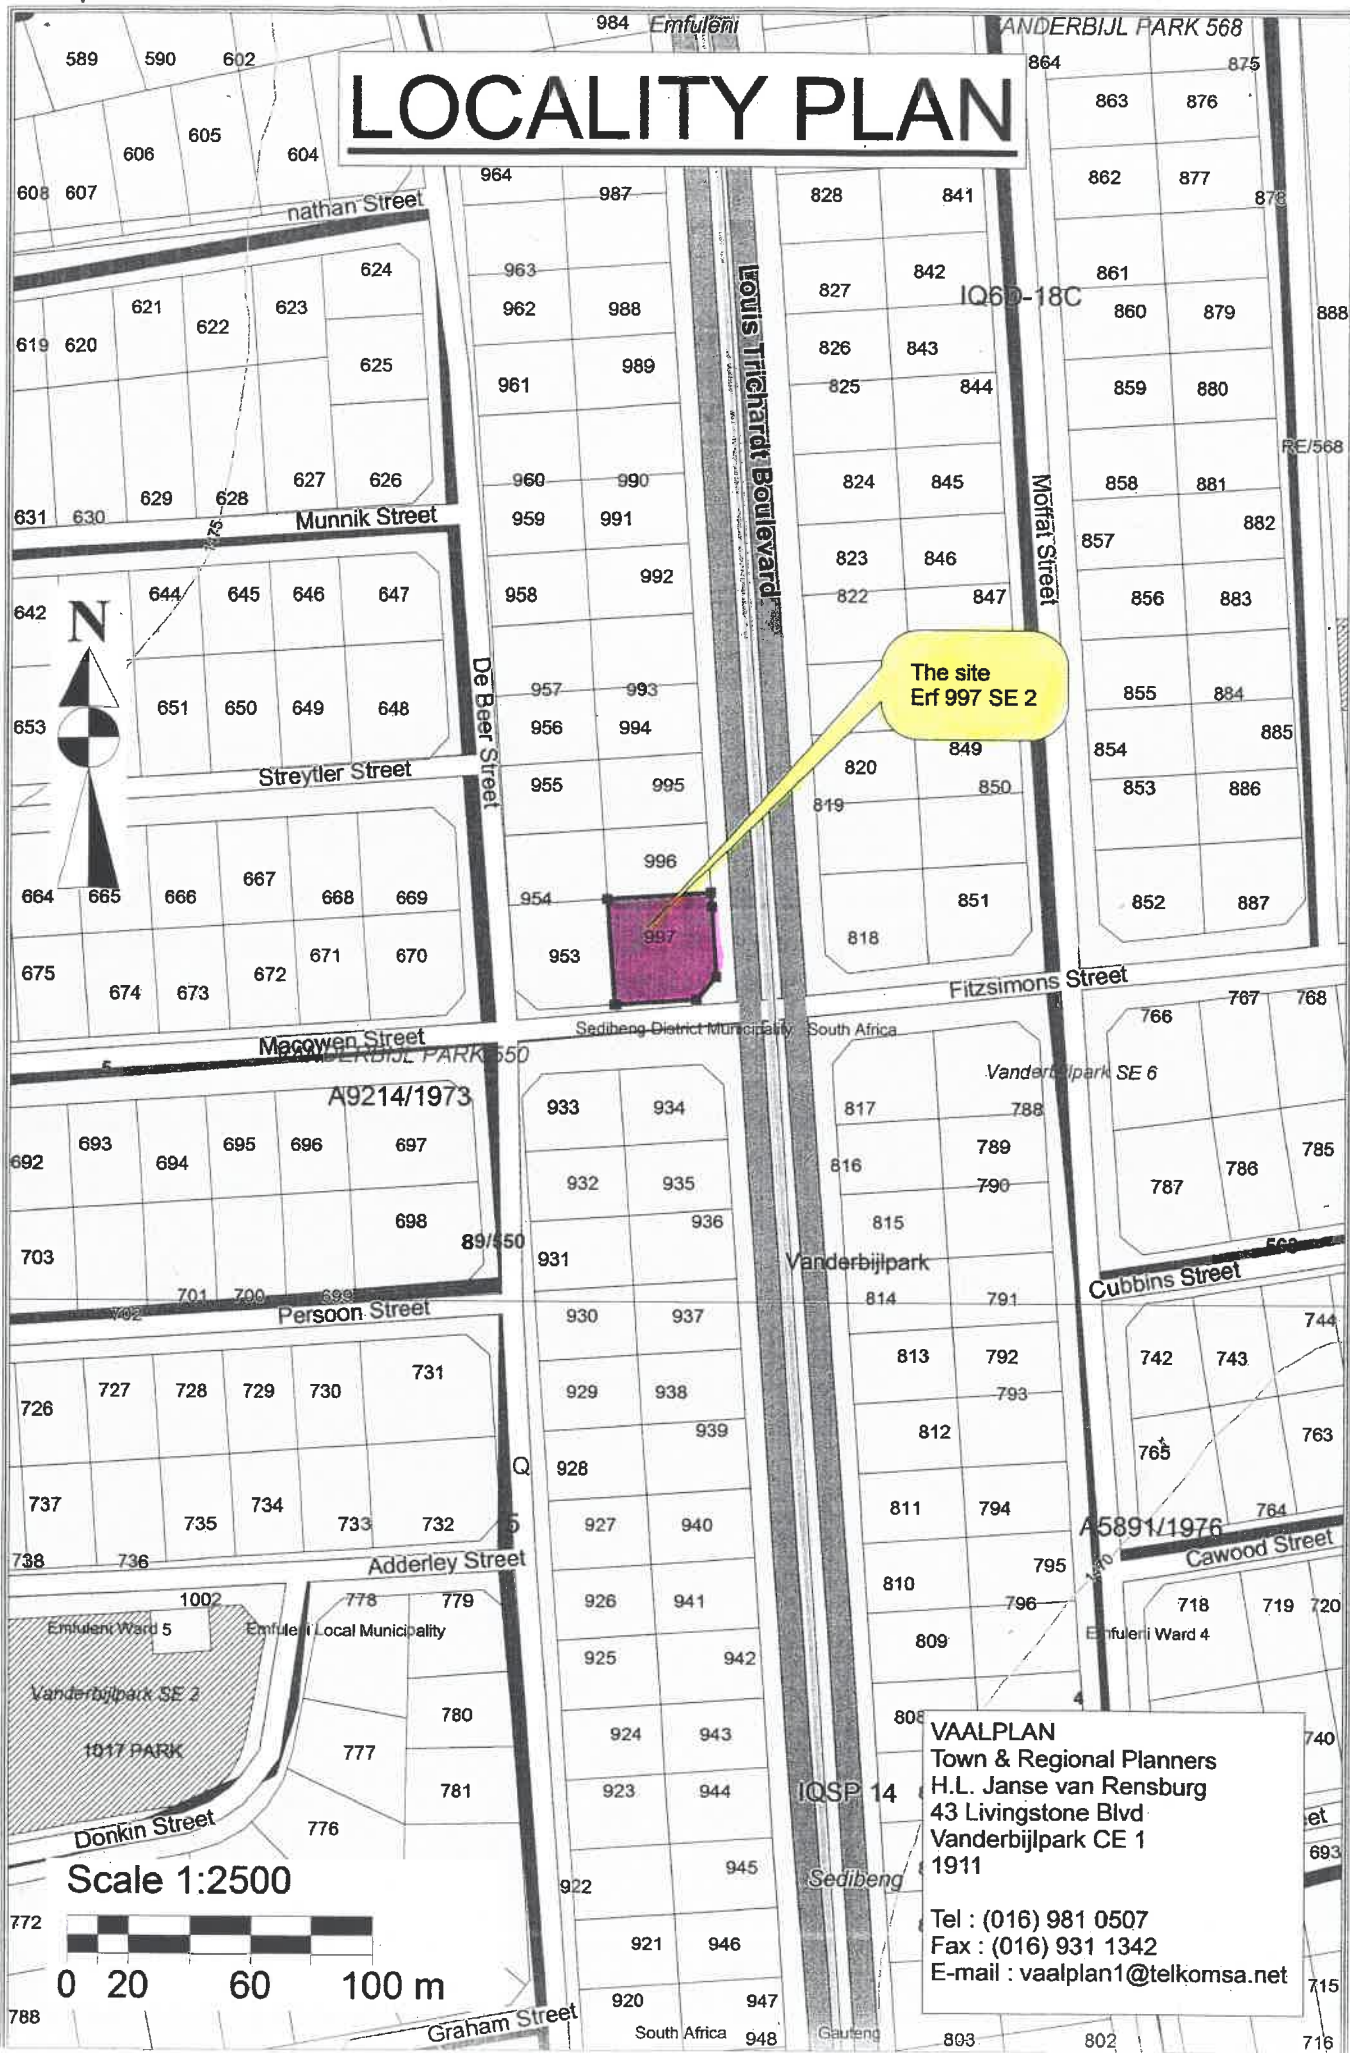 984 Emfuleni
ANDERBIJL PARK 568
LOCALITY PLAN
589 590 602
864 875
863 876
605
606 604
608 607
964 987
828 841
862 877
878
nathan Street
624
963
842
861
621 623
622
827
IQ6D-18C
962 988
860 879
888
619 620
826 843
989
625
961
825 844
859 880
Louis Trichardt Boulevard
RE/568
627 626
960 990
824 845
858 881
629 628
631 630
Munnik Street
959 991
Moffat Street
882
1475
857
823 846
992
644 645 646 647
958
822 847
856 883
642
N
The site
Erf 997 SE 2
De Beer Street
957 993
855 884
651 650 649 648
653
956 994
885
849
854
820
Streytler Street
955 995
850
853 886
819
996
667
664 665 666 668 669
954
851
852 887
997
818
953
671 670
675 672
674 673
Fitzsimons Street
767 768
766
Macowen Street
Sedibeng District Municipality South Africa
5
ANDERBIJL PARK 550
Vanderbijlpark SE 6
A9214/1973
933 934
817 788
693 695 696 697
694
692
789
785
816
786
932 935
790
787
698
936
815
89/550
703
931
Vanderbijlpark
568
Cubbins Street
701 700 699
702
Persoon Street
814 791
930 937
744
813 792
742 743
731
727 728 729 730
929 938
793
726
939
812
763
765
Q 928
737 734
735 733 732
5
927 940
811 794
764
A5891/1976
Cawood Street
738 736
Adderley Street
795
1470
810
1002 778 779
926 941
796
718 719 720
Emfuleni Ward 5
Emfuleni Local Municipality
809
Emfuleni Ward 4
925 942
Vanderbijlpark SE 2
4
780
924 943
808
1017 PARK
777
740
781
923 944
IQSP 14
Donkin Street
776
VAALPLAN
Town & Regional Planners
H.L. Janse van Rensburg
43 Livingstone Blvd
Vanderbijlpark CE 1
1911
Tel : (016) 981 0507
Fax : (016) 931 1342
E-mail : vaalplan1@telkomsa.net
et
693
945
Sedibeng
922
Scale 1:2500
772
921 946
0 20 60 100 m
920 947
715
788
Graham Street
South Africa 948
Gauteng
803 802 716